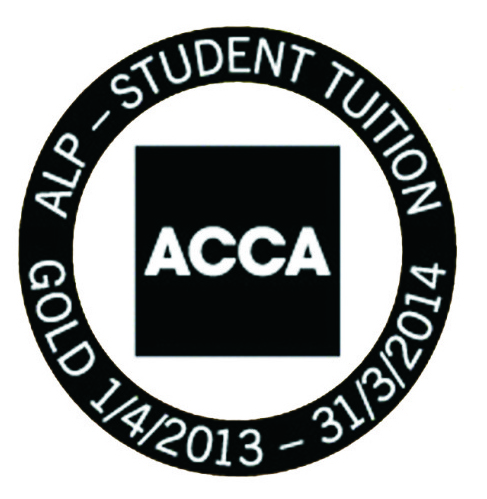 ALP – STUDENT TUITION
ACCA
GOLD 1/4/2013 – 31/3/2014